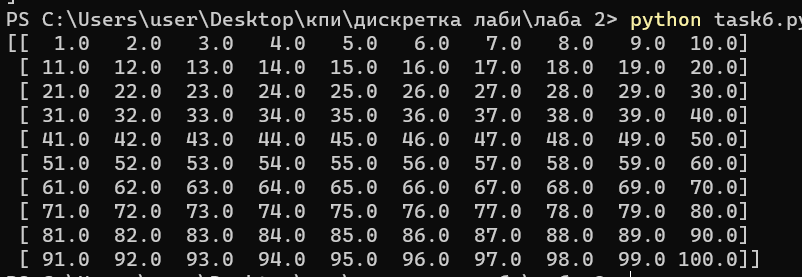 ]
PS C:\Users\user\Desktop\кпи\дискретка лаби\лаба 2> python task6.py
[[  1.0   2.0   3.0   4.0   5.0   6.0   7.0   8.0   9.0  10.0]
 [ 11.0  12.0  13.0  14.0  15.0  16.0  17.0  18.0  19.0  20.0]
 [ 21.0  22.0  23.0  24.0  25.0  26.0  27.0  28.0  29.0  30.0]
 [ 31.0  32.0  33.0  34.0  35.0  36.0  37.0  38.0  39.0  40.0]
 [ 41.0  42.0  43.0  44.0  45.0  46.0  47.0  48.0  49.0  50.0]
 [ 51.0  52.0  53.0  54.0  55.0  56.0  57.0  58.0  59.0  60.0]
 [ 61.0  62.0  63.0  64.0  65.0  66.0  67.0  68.0  69.0  70.0]
 [ 71.0  72.0  73.0  74.0  75.0  76.0  77.0  78.0  79.0  80.0]
 [ 81.0  82.0  83.0  84.0  85.0  86.0  87.0  88.0  89.0  90.0]
 [ 91.0  92.0  93.0  94.0  95.0  96.0  97.0  98.0  99.0 100.0]]